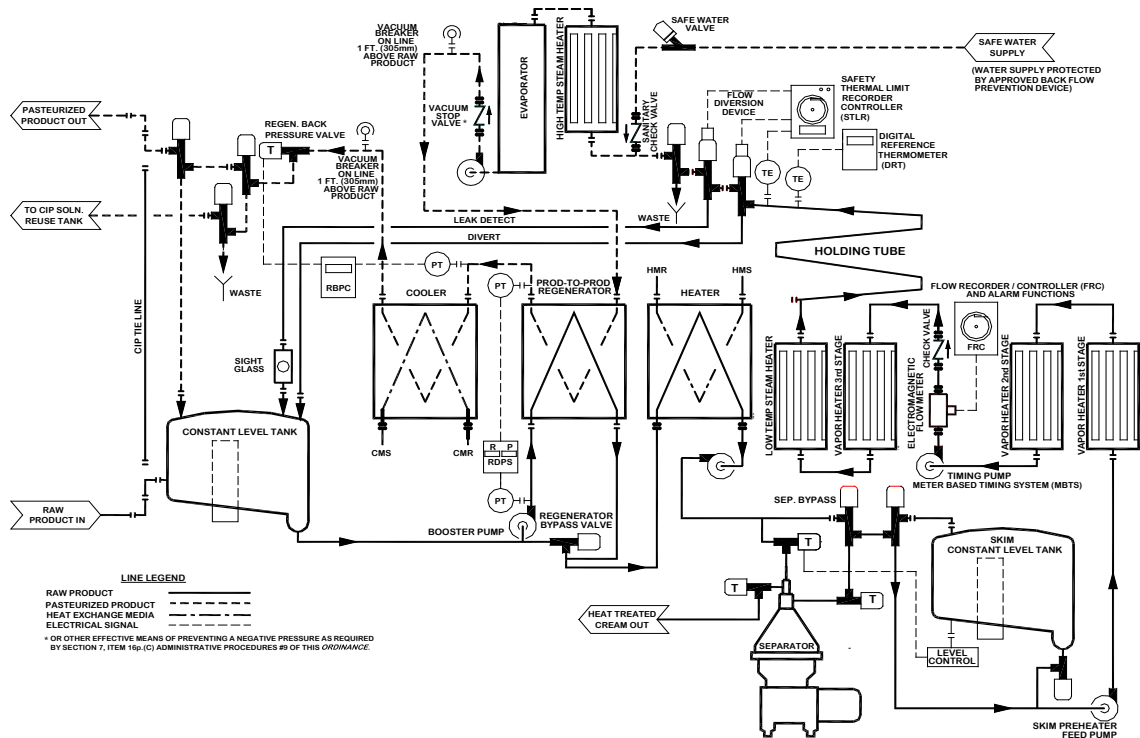 VACUUM
BREAKER
ON LINE
1 FT. (305mm)
ABOVE RAW
PRODUCT
SAFE WATER
VALVE
SAFE WATER
SUPPLY
(WATER SUPPLY PROTECTED
BY APPROVED BACK FLOW
PREVENTION DEVICE)
EVAPORATOR
HIGH TEMP STEAM HEATER
SANITARY
CHECK VALVE
FLOW
DIVERSION
DEVICE
SAFETY
THERMAL LIMIT
RECORDER
CONTROLLER
(STLR)
DIGITAL
REFERENCE
THERMOMETER
(DRT)
TE
TE
PASTEURIZED
PRODUCT OUT
REGEN. BACK
PRESSURE VALVE
T
VACUUM
STOP
VALVE *
VACUUM
BREAKER
ON LINE
1 FT. (305mm)
ABOVE RAW
PRODUCT
TO CIP SOLN.
REUSE TANK
WASTE
LEAK DETECT
WASTE
DIVERT
HOLDING TUBE
CIP TIE LINE
RBPC
PT
PT
COOLER
PROD-TO-PROD
REGENERATOR
HMR
HMS
HEATER
FLOW RECORDER / CONTROLLER (FRC)
AND ALARM FUNCTIONS
FRC
CHECK VALVE
LOW TEMP STEAM HEATER
VAPOR HEATER 3rd STAGE
ELECTROMAGNETIC
FLOW METER
VAPOR HEATER 2nd STAGE
VAPOR HEATER 1st STAGE
SIGHT
GLASS
CONSTANT LEVEL TANK
CMS
CMR
R P
RDPS
PT
TIMING PUMP
METER BASED TIMING SYSTEM (MBTS)
RAW
PRODUCT IN
BOOSTER PUMP
REGENERATOR
BYPASS VALVE
SEP. BYPASS
SKIM
CONSTANT LEVEL TANK
T
T
T
HEAT TREATED
CREAM OUT
SEPARATOR
LEVEL
CONTROL
SKIM PREHEATER
FEED PUMP
LINE LEGEND
RAW PRODUCT
PASTEURIZED PRODUCT
HEAT EXCHANGE MEDIA
ELECTRICAL SIGNAL
* OR OTHER EFFECTIVE MEANS OF PREVENTING A NEGATIVE PRESSURE AS REQUIRED
BY SECTION 7, ITEM 16p.(C) ADMINISTRATIVE PROCEDURES #9 OF THIS ORDINANCE.